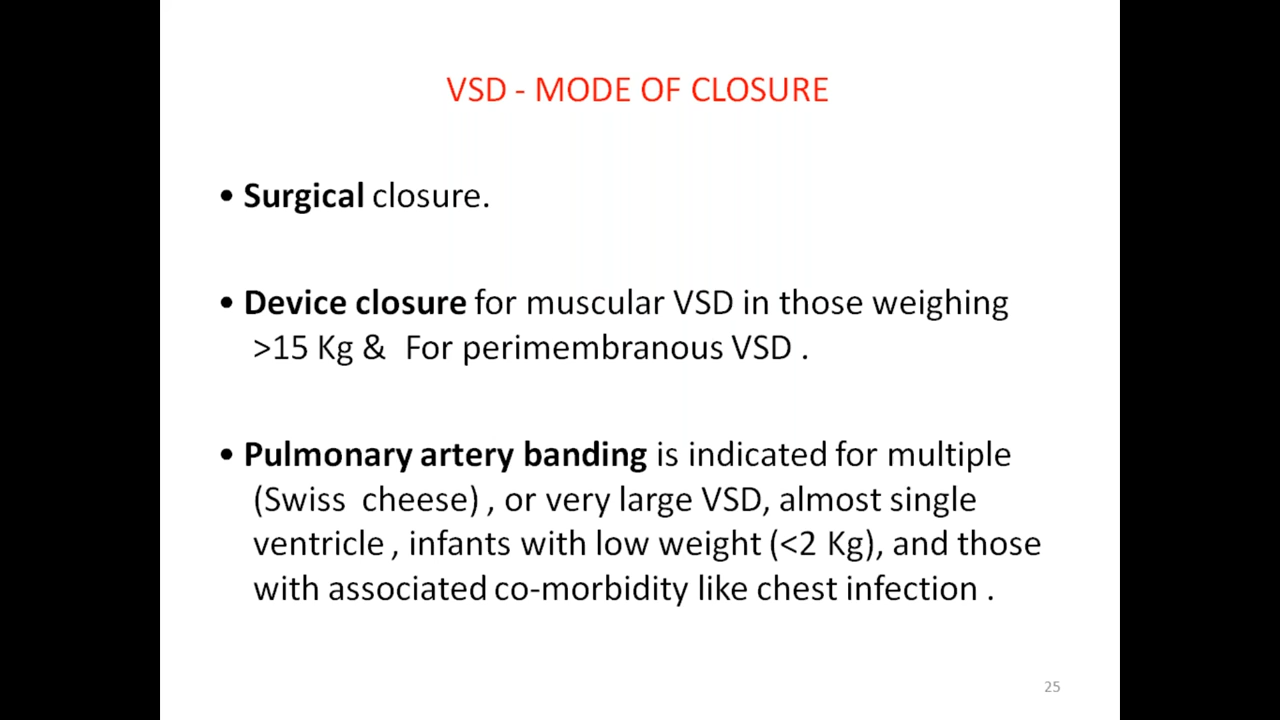 VSD - MODE OF CLOSURE
• Surgical closure.
• Device closure for muscular VSD in those weighing
>15 Kg & For perimembranous VSD .
• Pulmonary artery banding is indicated for multiple
(Swiss cheese) , or very large VSD, almost single
ventricle , infants with low weight (<2 Kg), and those
with associated co-morbidity like chest infection .
25